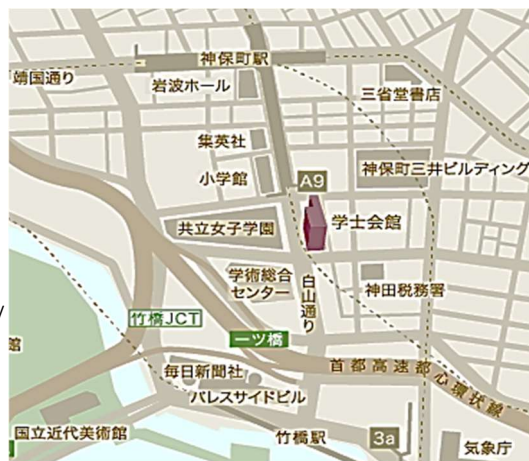 神保町駅
靖国通り
岩波ホール
三省堂書店
集英社
神保町三井ビルディング
小学館
A9
学士会館
共立女子学園
学術総合
センター
白山通り
神田税務署
竹橋JCT
館
一ツ橋
首都高速都心環状線
毎日新聞社
パレスサイドビル
国立近代美術館
竹橋駅
3a
気象庁